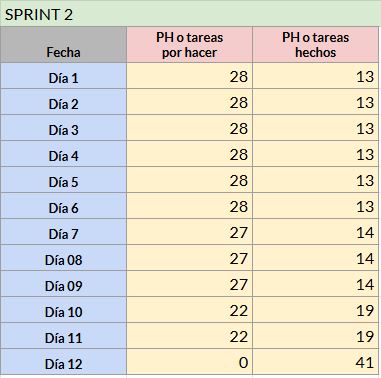 SPRINT 2
Fecha PH o tareas por hacer PH o tareas hechos
Día 1 28 13
Día 2 28 13
Día 3 28 13
Día 4 28 13
Día 5 28 13
Día 6 28 13
Día 7 27 14
Día 08 27 14
Día 09 27 14
Día 10 22 19
Día 11 22 19
Día 12 0 41